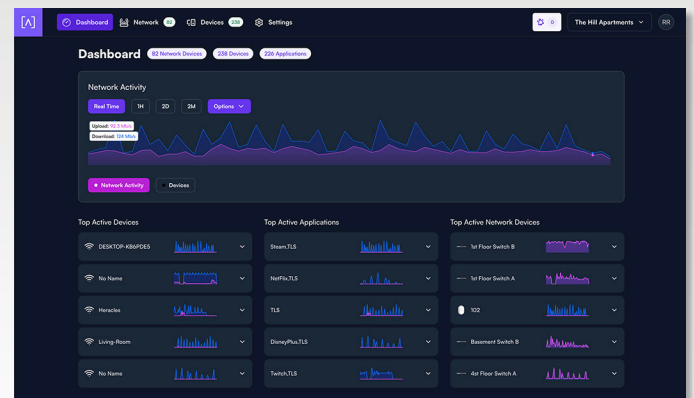 [Λ] Dashboard Network 82 Devices 238 Settings 0 The Hill Apartments RR
Dashboard 82 Network Devices 238 Devices 226 Applications
Network Activity
Real Time 1H 2D 2M Options
Upload: 92.3 Mb/s
Download: 124 Mb/s
Network Activity Devices
Top Active Devices Top Active Applications Top Active Network Devices
DESKTOP-KB6PDE5 Steam,TLS 1st Floor Switch B
No Name NetFlix,TLS 1st Floor Switch A
Heracles TLS 102
Living-Room DisneyPlus,TLS Basement Switch B
No Name Twitch,TLS 4st Floor Switch A